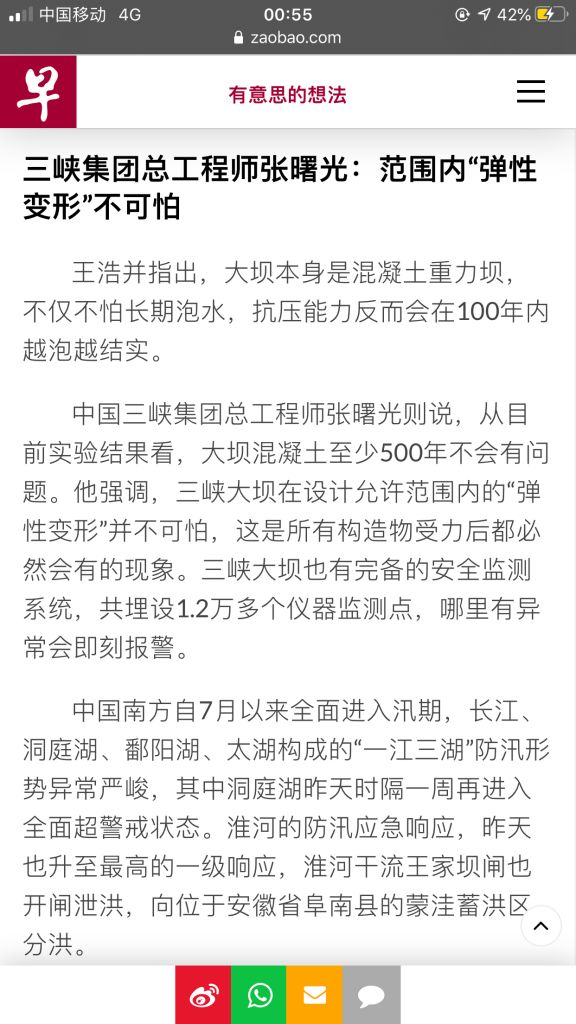 中国移动 4G 00:55 42%
zaobao.com
早 有意思的想法
三峡集团总工程师张曙光：范围内“弹性
变形”不可怕
王浩并指出，大坝本身是混凝土重力坝，
不仅不怕长期泡水，抗压能力反而会在100年内
越泡越结实。
中国三峡集团总工程师张曙光则说，从目
前实验结果看，大坝混凝土至少500年不会有问
题。他强调，三峡大坝在设计允许范围内的“弹
性变形”并不可怕，这是所有构造物受力后都必
然会有的现象。三峡大坝也有完备的安全监测
系统，共埋设1.2万多个仪器监测点，哪里有异
常会即刻报警。
中国南方自7月以来全面进入汛期，长江、
洞庭湖、鄱阳湖、太湖构成的“一江三湖”防汛形
势异常严峻，其中洞庭湖昨天时隔一周再进入
全面超警戒状态。淮河的防汛应急响应，昨天
也升至最高的一级响应，淮河干流王家坝闸也
开闸泄洪，向位于安徽省阜南县的蒙洼蓄洪区
分洪。